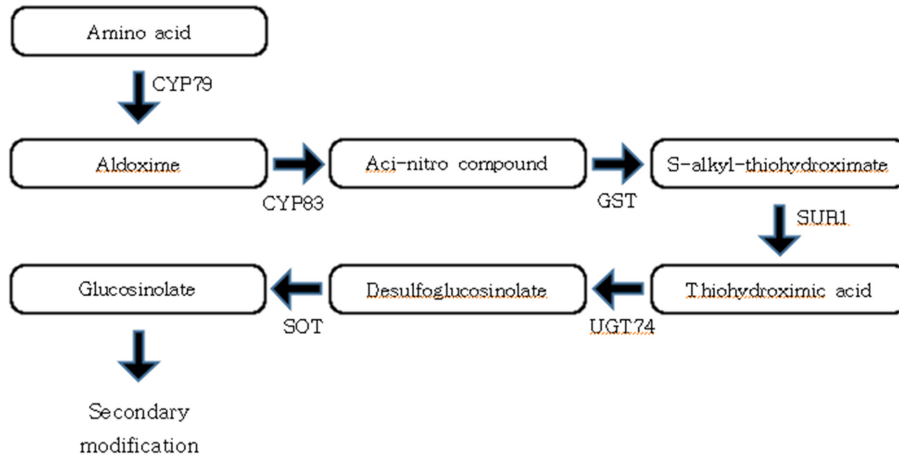 Amino acid
CYP79
Aldoxime
CYP83
Aci-nitro compound
GST
S-alkyl-thiohydroximate
SUR1
Thiohydroximic acid
UGT74
Desulfoglucosinolate
SOT
Glucosinolate
Secondary
modification